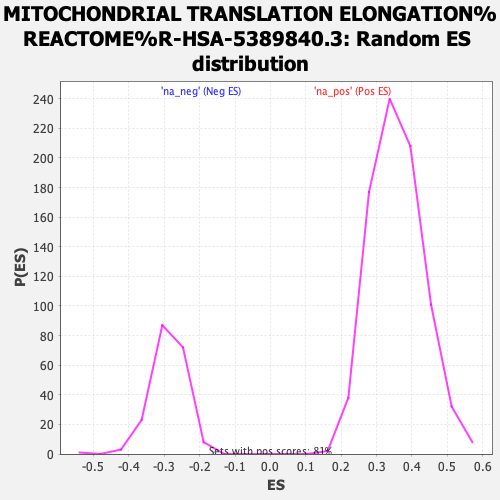 MITOCHONDRIAL TRANSLATION ELONGATION%
REACTOME%R-HSA-5389840.3: Random ES
distribution
'na_neg' (Neg ES) 'na_pos' (Pos ES)
P(ES)
240
220
200
180
160
140
120
100
80
60
40
20
0
Sets with pos scores: 81%
-0.5 -0.4 -0.3 -0.2 -0.1 0.0 0.1 0.2 0.3 0.4 0.5 0.6
ES